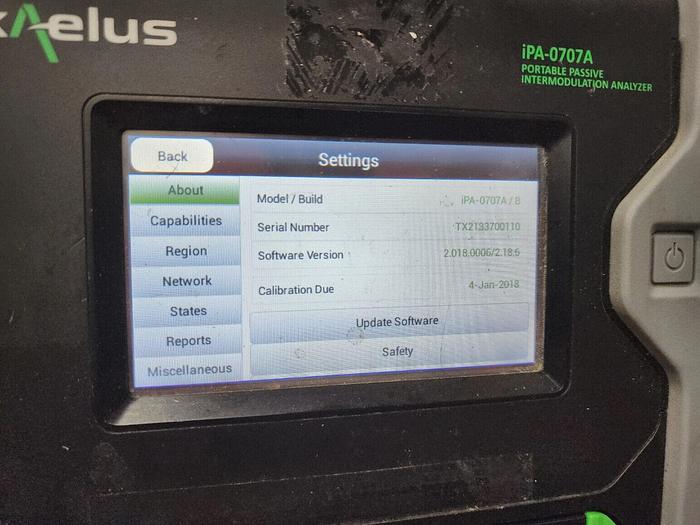 Kaelus
iPA-0707A
PORTABLE PASSIVE
INTERMODULATION ANALYZER
Back
Settings
About
Capabilities
Region
Network
States
Reports
Miscellaneous
Model / Build iPA-0707A / B
Serial Number TX2133700110
Software Version 2.018.0006/2.18.6
Calibration Due 4-Jan-2018
Update Software
Safety